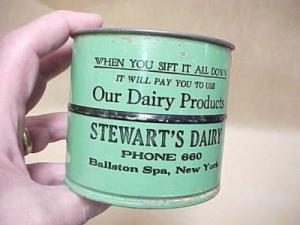 WHEN YOU SIFT IT ALL DOWN
IT WILL PAY YOU TO USE
Our Dairy Products
STEWART'S DAIRY
PHONE 660
Ballston Spa, New York